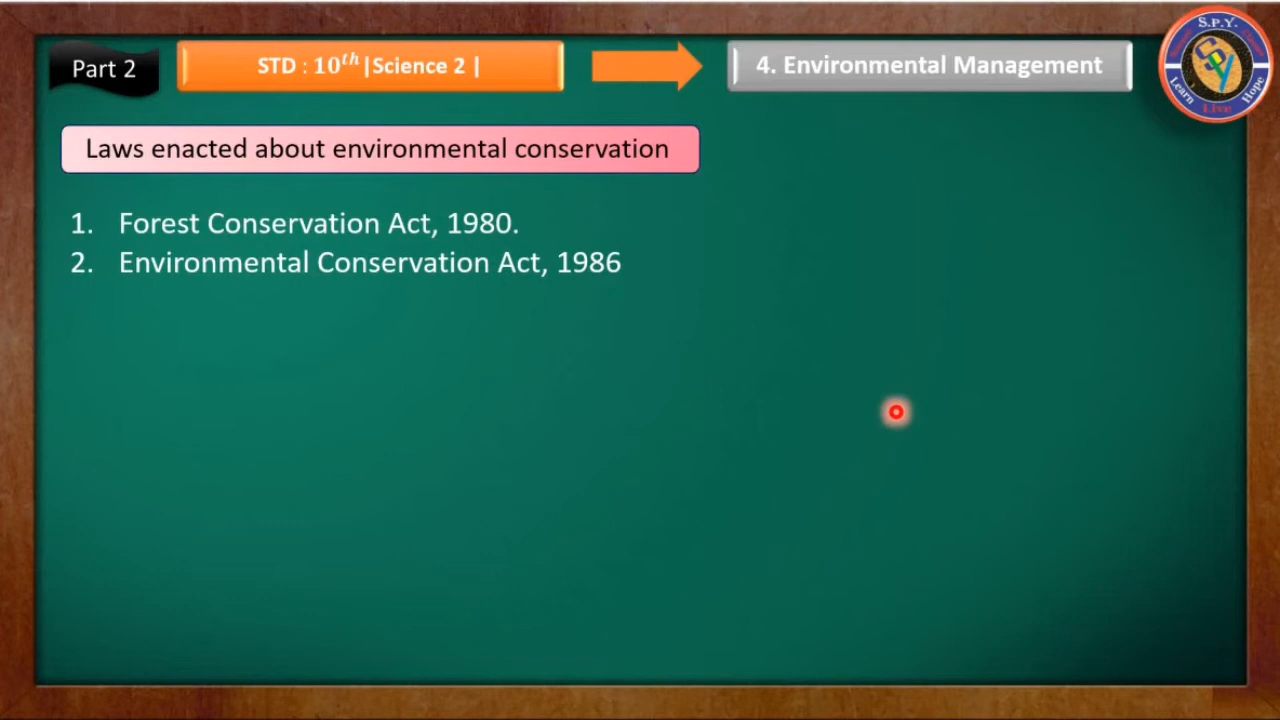 Part 2
STD : 10th |Science 2 |
4. Environmental Management
S.P.Y.
Learn
Live
Hope
Laws enacted about environmental conservation
1. Forest Conservation Act, 1980.
2. Environmental Conservation Act, 1986